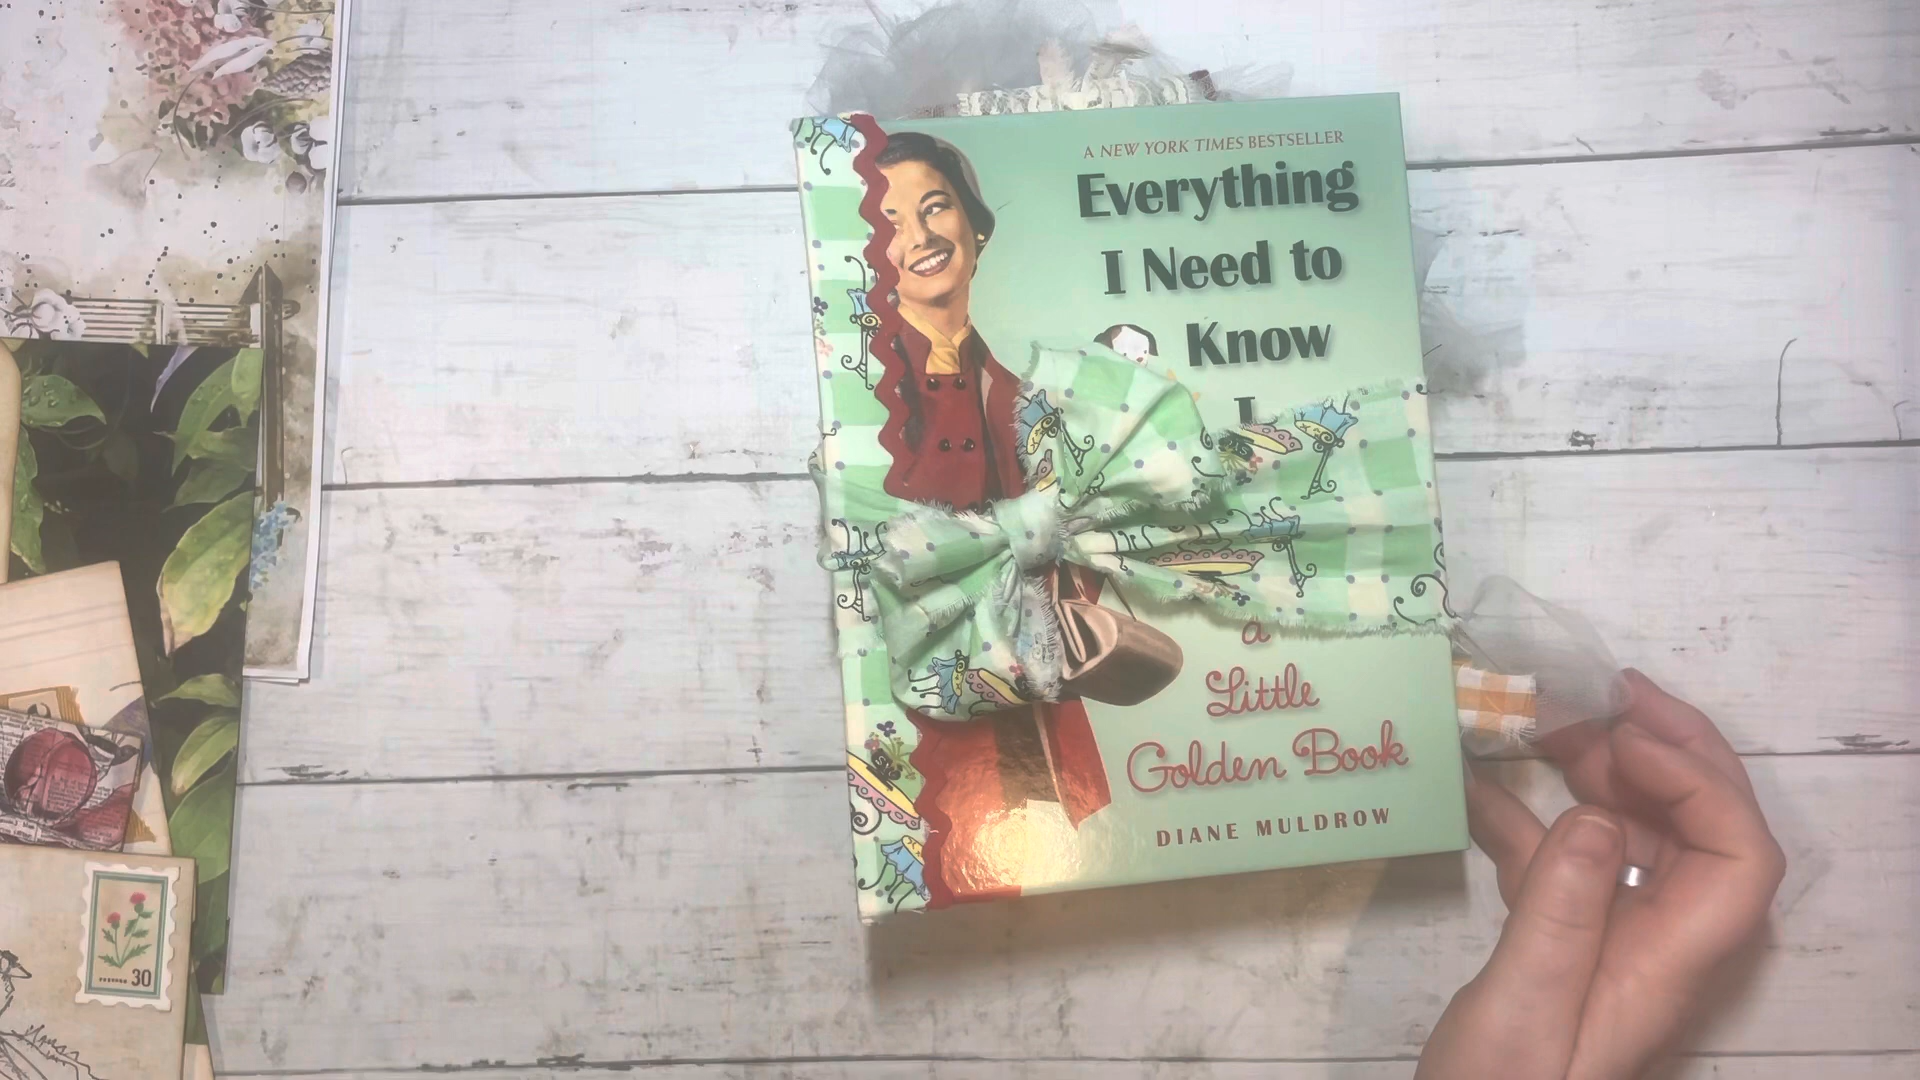 A NEW YORK TIMES BESTSELLER
Everything
I Need to
Know
I
a
Little
Golden Book
DIANE MULDROW
30